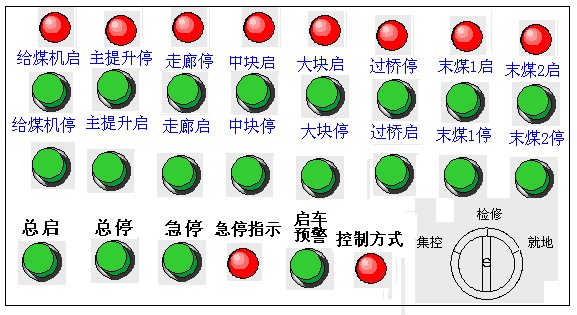 给煤机启 主提升停 走廊停 中块启 大块启 过桥停 末煤1启 末煤2启
给煤机停 主提升启 走廊启 中块停 大块停 过桥启 末煤1停 末煤2停
总启 总停 急停 急停指示 启车预警 控制方式
检修
集控 就地